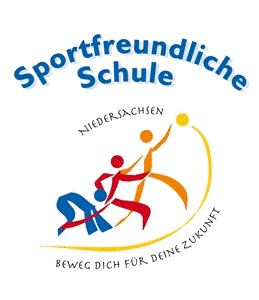 Sportfreundliche
Schule
NIEDERSACHSEN
BEWEG DICH FÜR DEINE ZUKUNFT